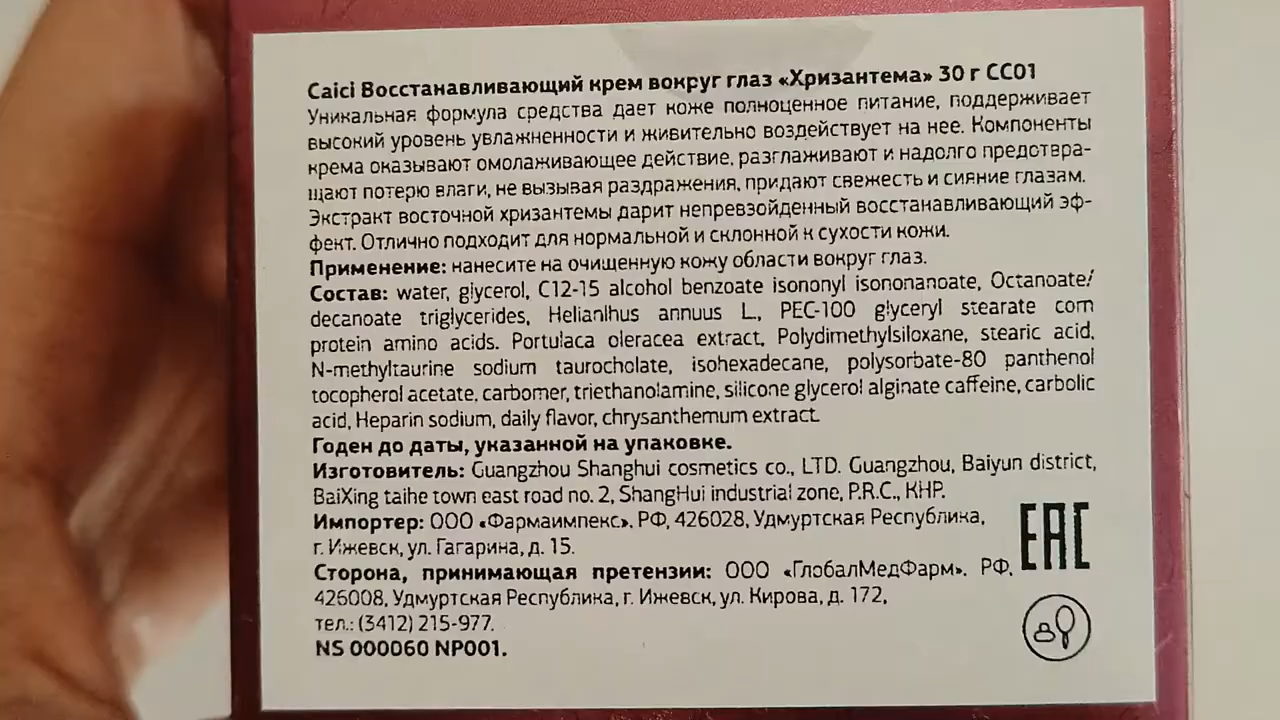 Caici Восстанавливающий крем вокруг глаз «Хризантема» 30 г CC01
Уникальная формула средства дает коже полноценное питание, поддерживает
высокий уровень увлажненности и живительно воздействует на нее. Компоненты
крема оказывают омолаживающее действие, разглаживают и надолго предотвра-
щают потерю влаги, не вызывая раздражения, придают свежесть и сияние глазам.
Экстракт восточной хризантемы дарит непревзойденный восстанавливающий эф-
фект. Отлично подходит для нормальной и склонной к сухости кожи.
Применение: нанесите на очищенную кожу области вокруг глаз.
Состав: water, glycerol, C12-15 alcohol benzoate isononyl isononanoate, Octanoate/
decanoate triglycerides, Helianlhus annuus L., PEC-100 glyceryl stearate corn
protein amino acids. Portulaca oleracea extract, Polydimethylsiloxane, stearic acid,
N-methyltaurine sodium taurocholate, isohexadecane, polysorbate-80 panthenol
tocopherol acetate, carbomer, triethanolamine, silicone glycerol alginate caffeine, carbolic
acid, Heparin sodium, daily flavor, chrysanthemum extract.
Годен до даты, указанной на упаковке.
Изготовитель: Guangzhou Shanghui cosmetics co., LTD. Guangzhou, Baiyun district,
BaiXing taihe town east road no. 2, ShangHui industrial zone, P.R.C., КНР.
Импортер: ООО «Фармаимпекс», РФ, 426028, Удмуртская Республика,
г. Ижевск, ул. Гагарина, д. 15.
Сторона, принимающая претензии: ООО «ГлобалМедФарм». РФ,
426008, Удмуртская Республика, г. Ижевск, ул. Кирова, д. 172,
тел.: (3412) 215-977.
NS 000060 NP001.
EAC